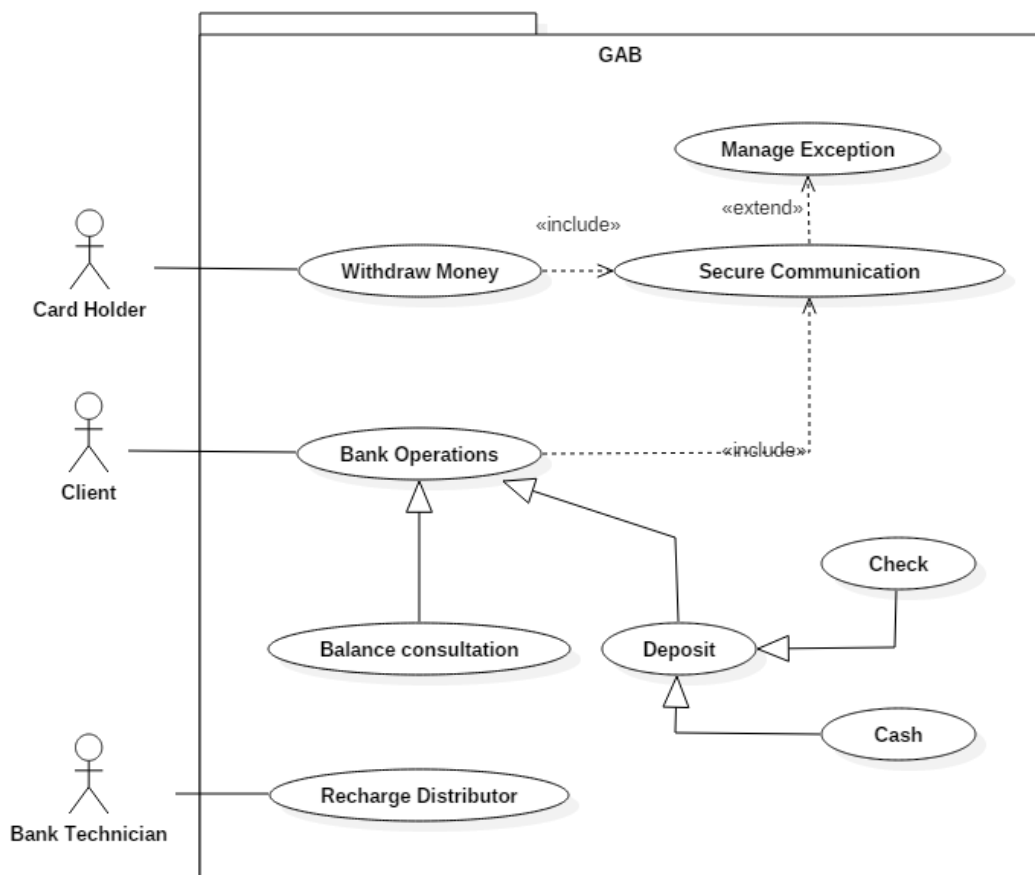 GAB
Manage Exception
«extend»
«include»
Withdraw Money
Secure Communication
Card Holder
Bank Operations
«include»
Client
Check
Balance consultation
Deposit
Cash
Recharge Distributor
Bank Technician